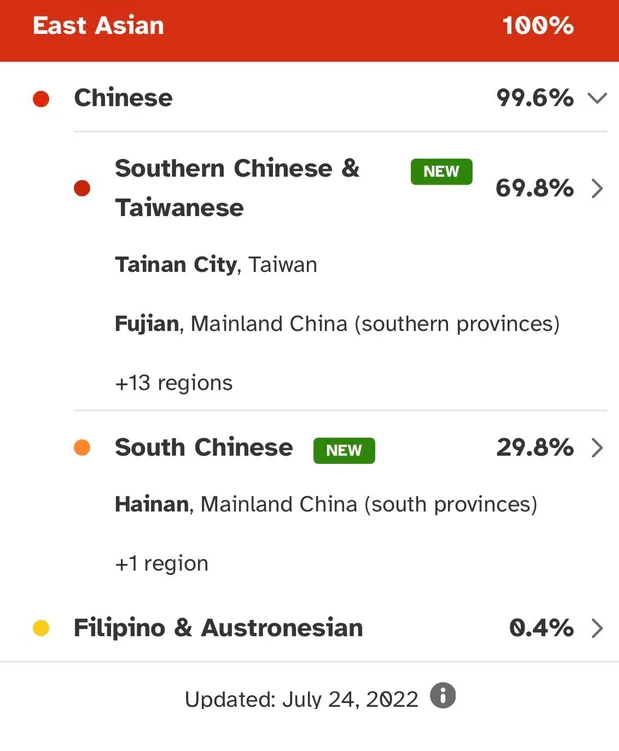 East Asian 100%
Chinese 99.6%
Southern Chinese & NEW 69.8%
Taiwanese
Tainan City, Taiwan
Fujian, Mainland China (southern provinces)
+13 regions
South Chinese NEW 29.8%
Hainan, Mainland China (south provinces)
+1 region
Filipino & Austronesian 0.4%
Updated: July 24, 2022